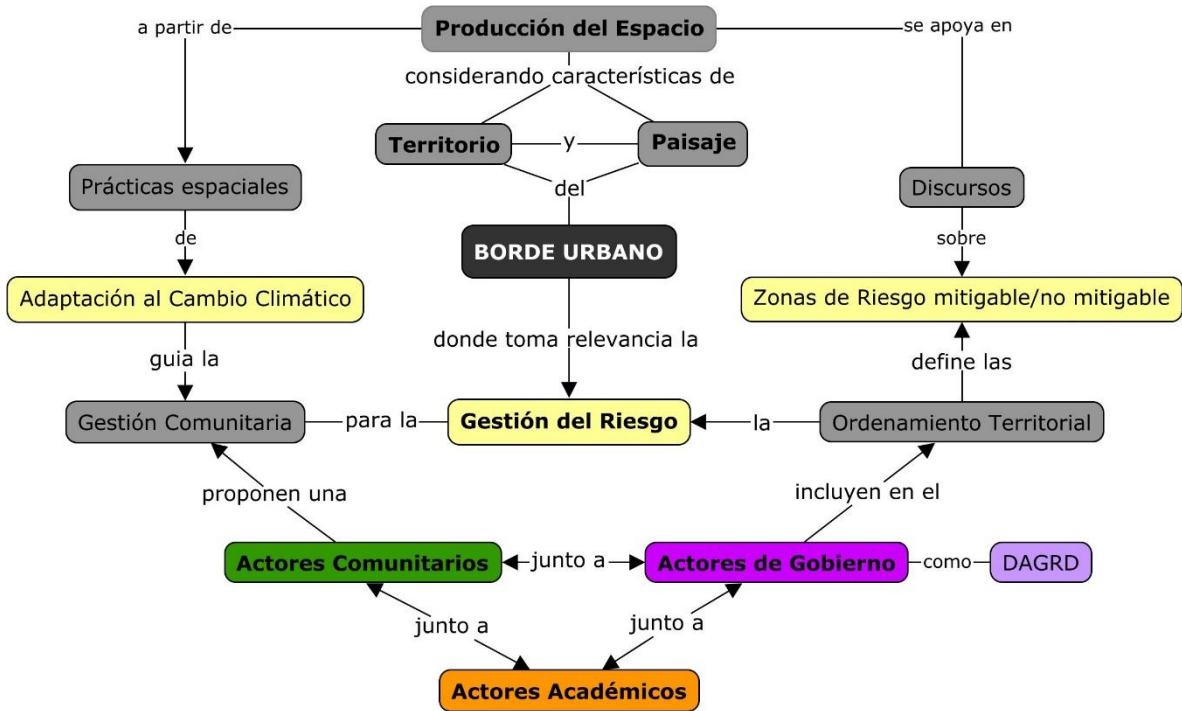 a partir de
Producción del Espacio
se apoya en
considerando características de
Territorio
y
Paisaje
Prácticas espaciales
del
Discursos
de
BORDE URBANO
sobre
Adaptación al Cambio Climático
Zonas de Riesgo mitigable/no mitigable
guia la
donde toma relevancia la
define las
Gestión Comunitaria
para la
Gestión del Riesgo
la
Ordenamiento Territorial
proponen una
incluyen en el
Actores Comunitarios
junto a
Actores de Gobierno
como
DAGRD
junto a
junto a
Actores Académicos